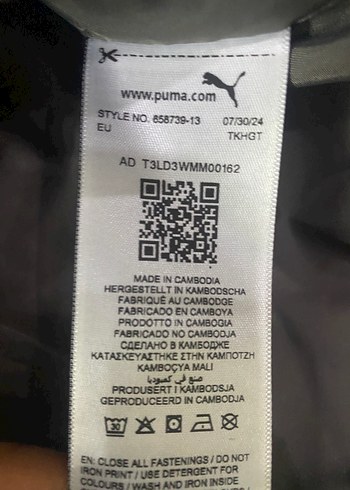 www.puma.com
STYLE NO. 658739-13 07/30/24
EU TKHGT
AD T3LD3WMM00162
MADE IN CAMBODIA
HERGESTELLT IN KAMBODSCHA
FABRIQUÉ AU CAMBODGE
FABRICADO EN CAMBOYA
PRODOTTO IN CAMBOGIA
FABRICADO NO CAMBOJA
СДЕЛАНО В КАМБОДЖЕ
ΚΑΤΑΣΚΕΥΑΣΤΗΚΕ ΣΤΗΝ ΚΑΜΠΟΤΖΗ
KAMBOÇYA MALI
صنع في كمبوديا
PRODUSERT I KAMBODSJA
GEPRODUCEERD IN CAMBODJA
30
EN: CLOSE ALL FASTENINGS / DO NOT
IRON PRINT / USE DETERGENT FOR
COLOURS / WASH AND IRON INSIDE